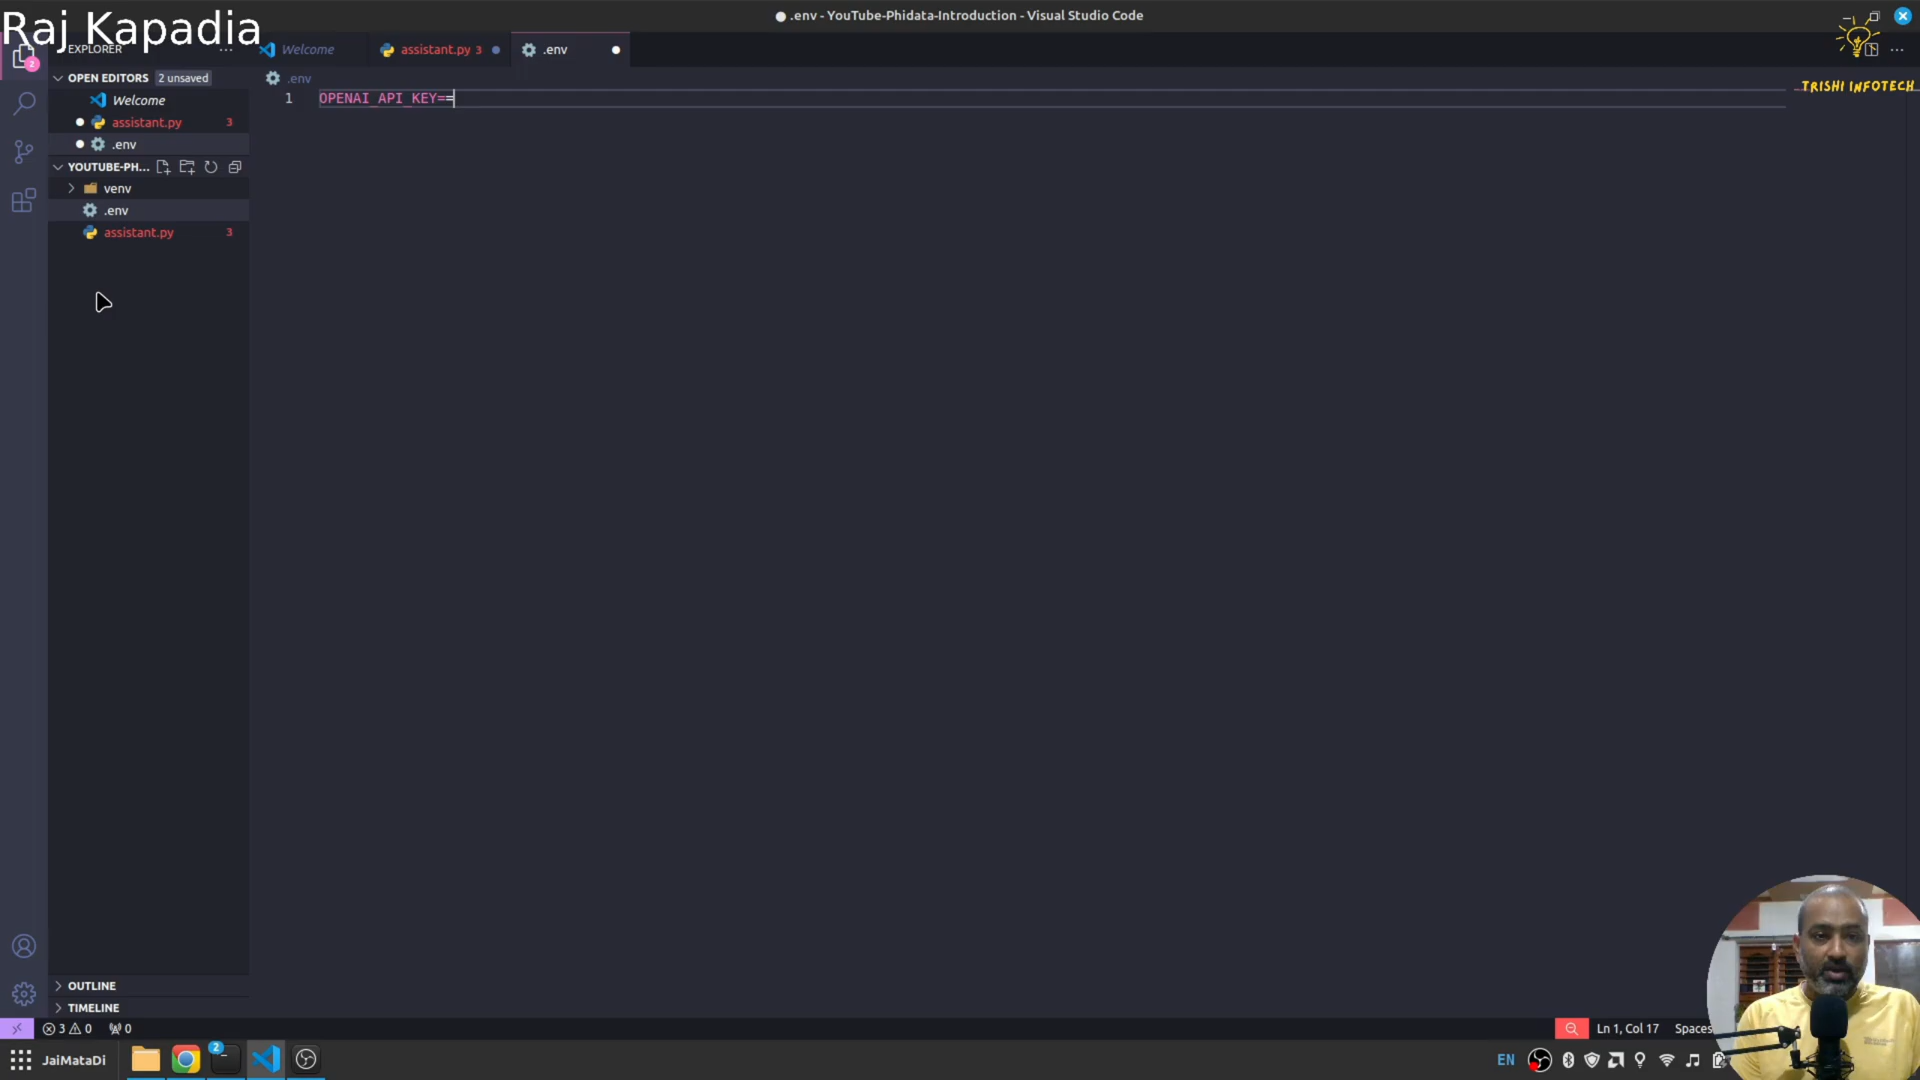 Raj Kapadia
.env - YouTube-Phidata-Introduction - Visual Studio Code
EXPLORER
Welcome
assistant.py 3
.env
TRISHI INFOTECH
OPEN EDITORS 2 unsaved
Welcome
assistant.py 3
.env
YOUTUBE-PH...
venv
.env
assistant.py 3
.env
1 OPENAI_API_KEY==
OUTLINE
TIMELINE
3 0 0
Ln 1, Col 17 Spaces
JaiMataDi
2
EN
2